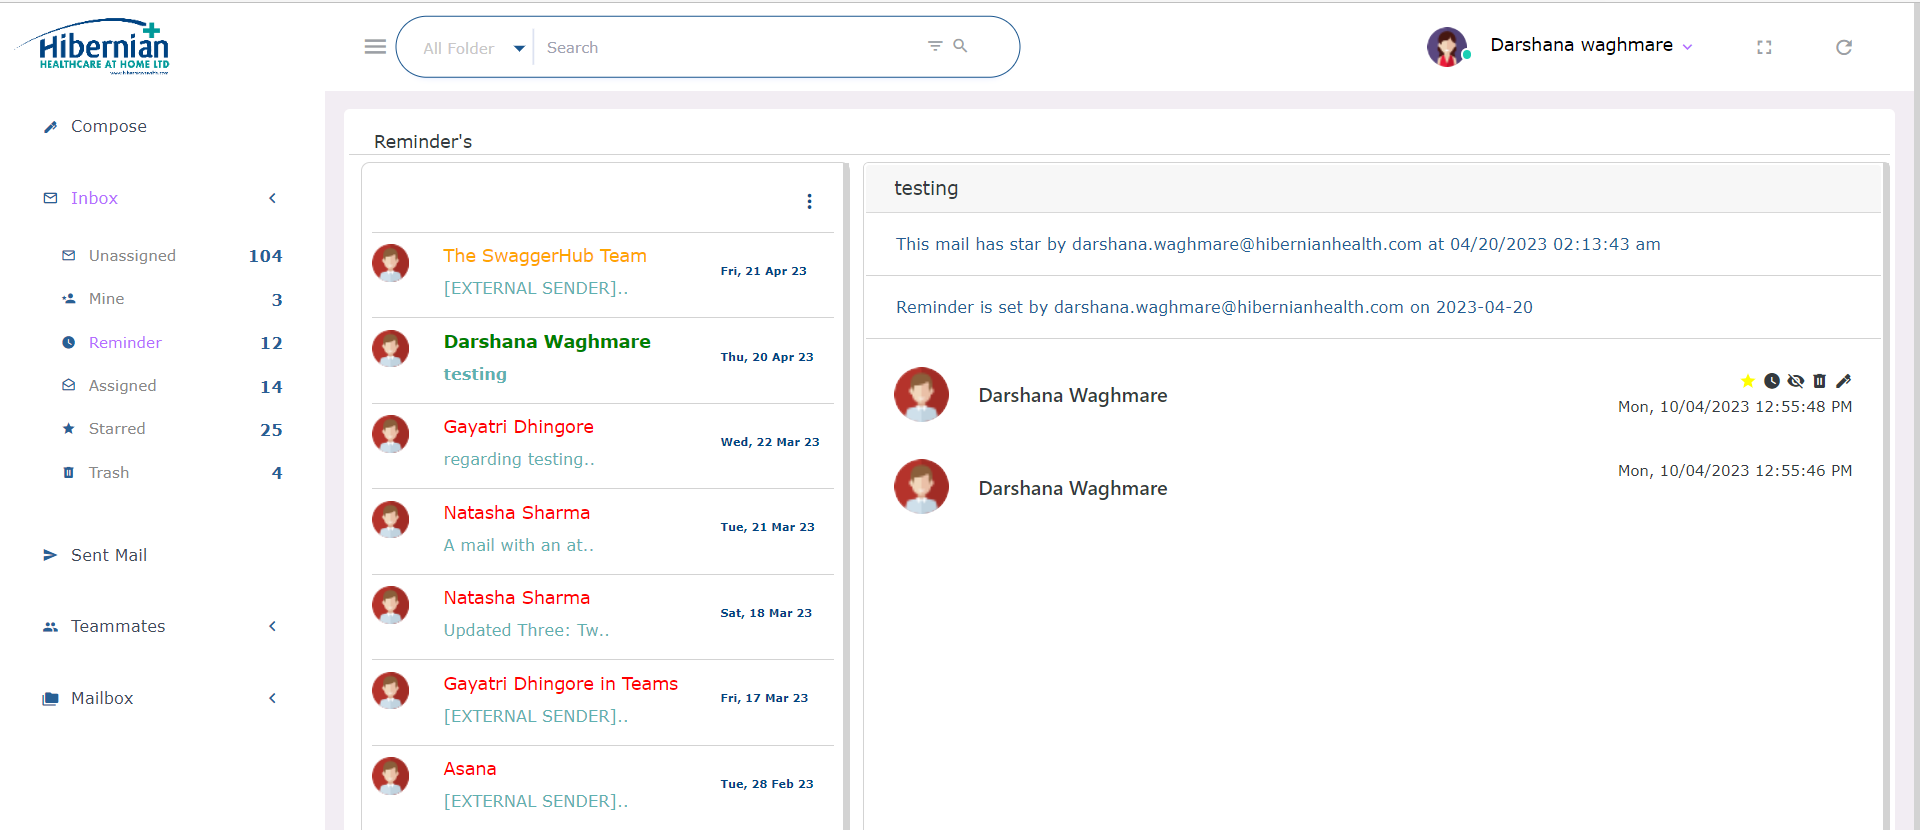 Hibernian
HEALTHCARE AT HOME LTD
All Folder
Search
Darshana waghmare
Compose
Inbox
Unassigned 104
Mine 3
Reminder 12
Assigned 14
Starred 25
Trash 4
Sent Mail
Teammates
Mailbox
Reminder's
The SwaggerHub Team
[EXTERNAL SENDER]..
Fri, 21 Apr 23
Darshana Waghmare
testing
Thu, 20 Apr 23
Gayatri Dhingore
regarding testing..
Wed, 22 Mar 23
Natasha Sharma
A mail with an at..
Tue, 21 Mar 23
Natasha Sharma
Updated Three: Tw..
Sat, 18 Mar 23
Gayatri Dhingore in Teams
[EXTERNAL SENDER]..
Fri, 17 Mar 23
Asana
[EXTERNAL SENDER]..
Tue, 28 Feb 23
testing
This mail has star by darshana.waghmare@hibernianhealth.com at 04/20/2023 02:13:43 am
Reminder is set by darshana.waghmare@hibernianhealth.com on 2023-04-20
Darshana Waghmare
Mon, 10/04/2023 12:55:48 PM
Darshana Waghmare
Mon, 10/04/2023 12:55:46 PM